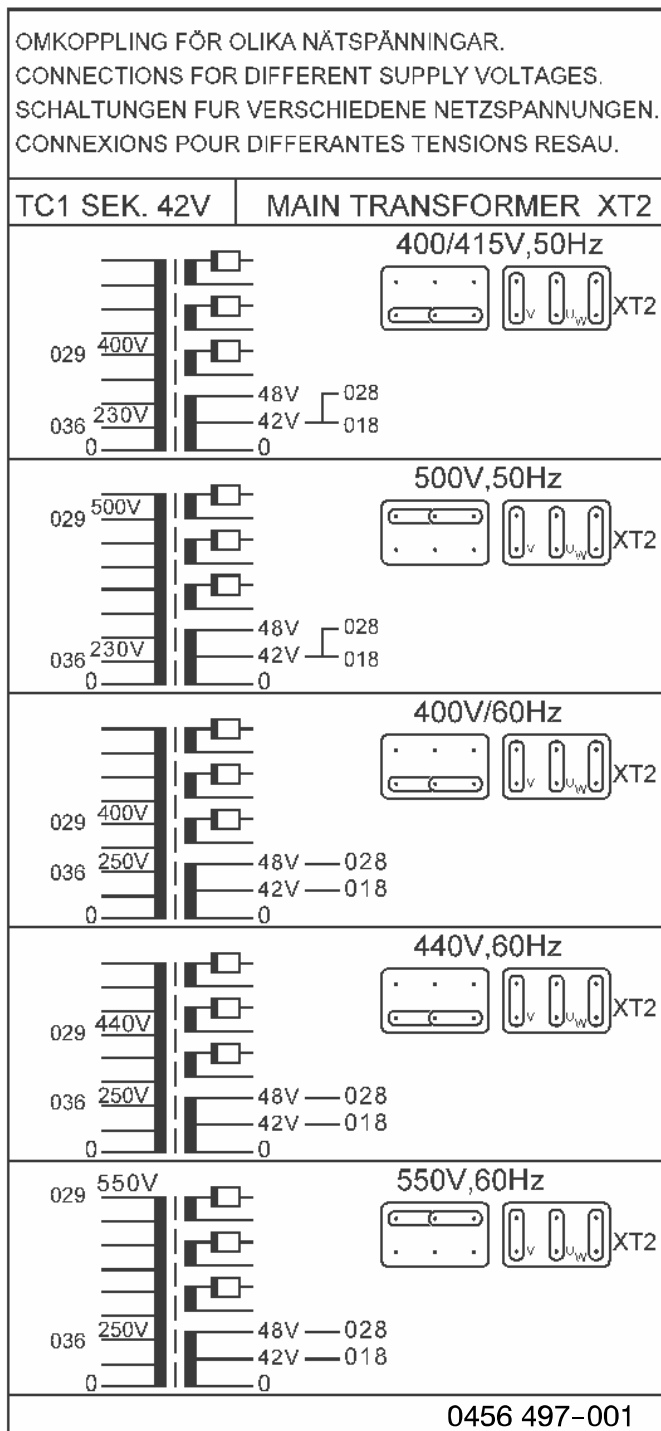 OMKOPPLING FÖR OLIKA NÄTSPÄNNINGAR.
CONNECTIONS FOR DIFFERENT SUPPLY VOLTAGES.
SCHALTUNGEN FUR VERSCHIEDENE NETZSPANNUNGEN.
CONNEXIONS POUR DIFFERANTES TENSIONS RESAU.
TC1 SEK. 42V MAIN TRANSFORMER XT2
400/415V,50Hz
V U W XT2
029 400V
48V 028
036 230V 42V 018
0 0
500V,50Hz
029 500V
V U W XT2
48V 028
036 230V 42V 018
0 0
400V/60Hz
V U W XT2
029 400V
036 250V 48V 028
42V 018
0 0
440V,60Hz
V U W XT2
029 440V
036 250V 48V 028
42V 018
0 0
029 550V 550V,60Hz
V U W XT2
036 250V 48V 028
42V 018
0 0
0456 497-001